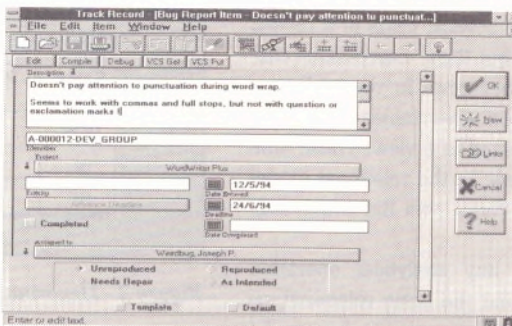 Track Record - [Bug Report Item - Doesn't pay attention to punctuat...]
File Edit Item Window Help
Edit Compile Debug VCS Get VCS Put
Description
Doesn't pay attention to punctuation during word wrap.
Seems to work with commas and full stops, but not with question or
exclamation marks !
OK
New
Links
Cancel
Help
A-000012-DEV_GROUP
Identifier
Project
WordWriter Plus
12/5/94
Date Entered
24/6/94
Deadline
Completed
Date Completed
Assigned to
Weedbug, Joseph P.
Unreproduced Reproduced
Needs Repair As Intended
Template Default
Enter or edit text.